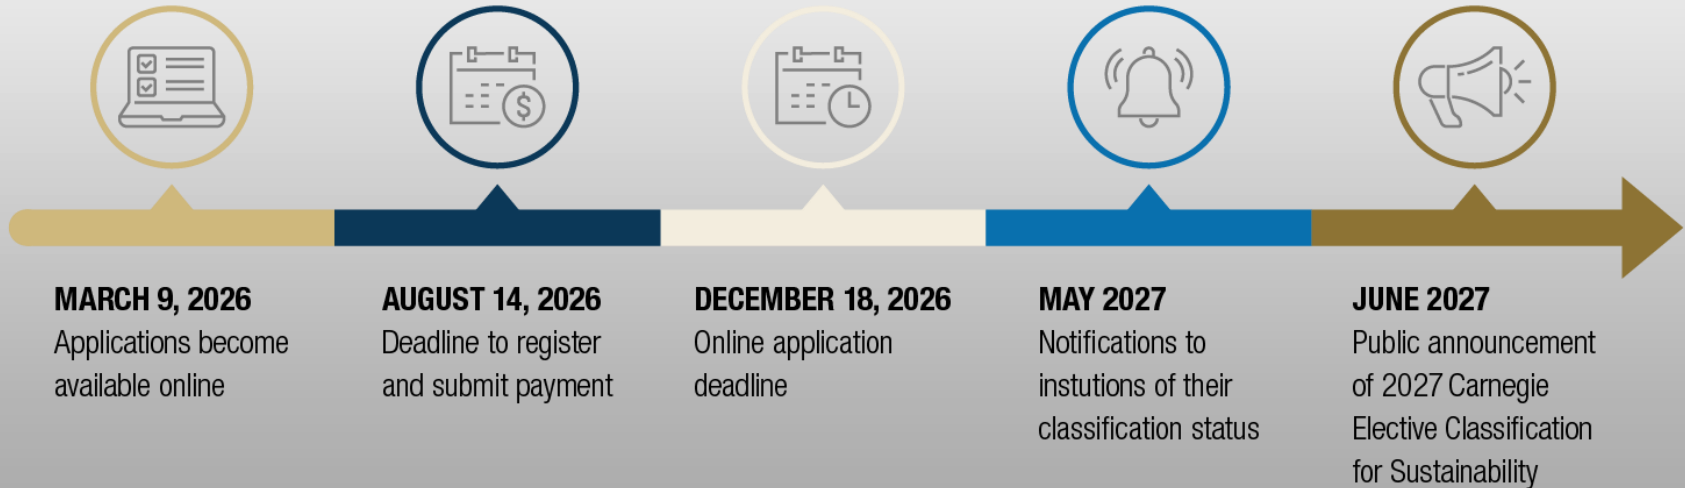 MARCH 9, 2026
Applications become
available online
AUGUST 14, 2026
Deadline to register
and submit payment
DECEMBER 18, 2026
Online application
deadline
MAY 2027
Notifications to
instutions of their
classification status
JUNE 2027
Public announcement
of 2027 Carnegie
Elective Classification
for Sustainability
$